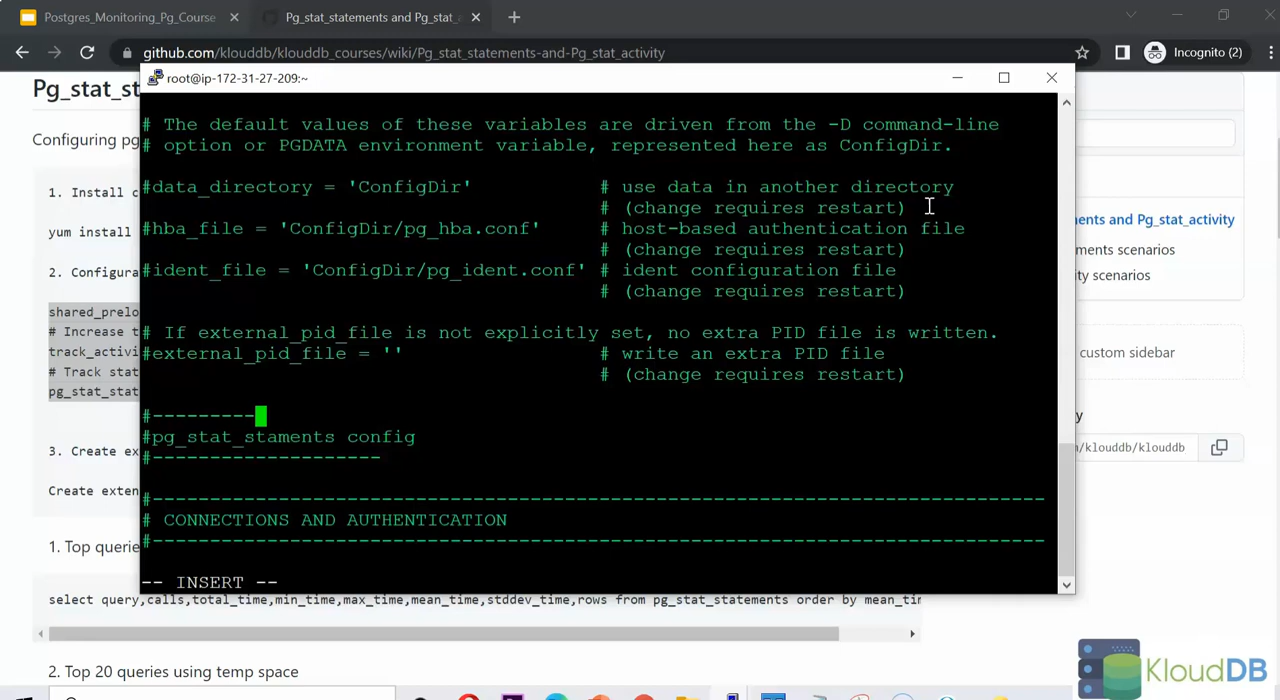 Postgres_Monitoring_Pg_Course
Pg_stat_statements and Pg_stat_
github.com/klouddb/klouddb_courses/wiki/Pg_stat_statements-and-Pg_stat_activity
Incognito (2)
Pg_stat_st
root@ip-172-31-27-209:~
Configuring pg
1. Install c
yum install
2. Configura
shared_prelo
# Increase t
track_activi
# Track stat
pg_stat_stat
3. Create ex
Create exten
# The default values of these variables are driven from the -D command-line
# option or PGDATA environment variable, represented here as ConfigDir.
#data_directory = 'ConfigDir' # use data in another directory
# (change requires restart)
#hba_file = 'ConfigDir/pg_hba.conf' # host-based authentication file
# (change requires restart)
#ident_file = 'ConfigDir/pg_ident.conf' # ident configuration file
# (change requires restart)
# If external_pid_file is not explicitly set, no extra PID file is written.
#external_pid_file = '' # write an extra PID file
# (change requires restart)
#---------
#pg_stat_staments config
#--------------------
#------------------------------------------------------------------------------
# CONNECTIONS AND AUTHENTICATION
#------------------------------------------------------------------------------
-- INSERT --
ents and Pg_stat_activity
ments scenarios
ity scenarios
custom sidebar
y
m/klouddb/klouddb
1. Top querie
select query,calls,total_time,min_time,max_time,mean_time,stddev_time,rows from pg_stat_statements order by mean_tim
2. Top 20 queries using temp space
KloudDB